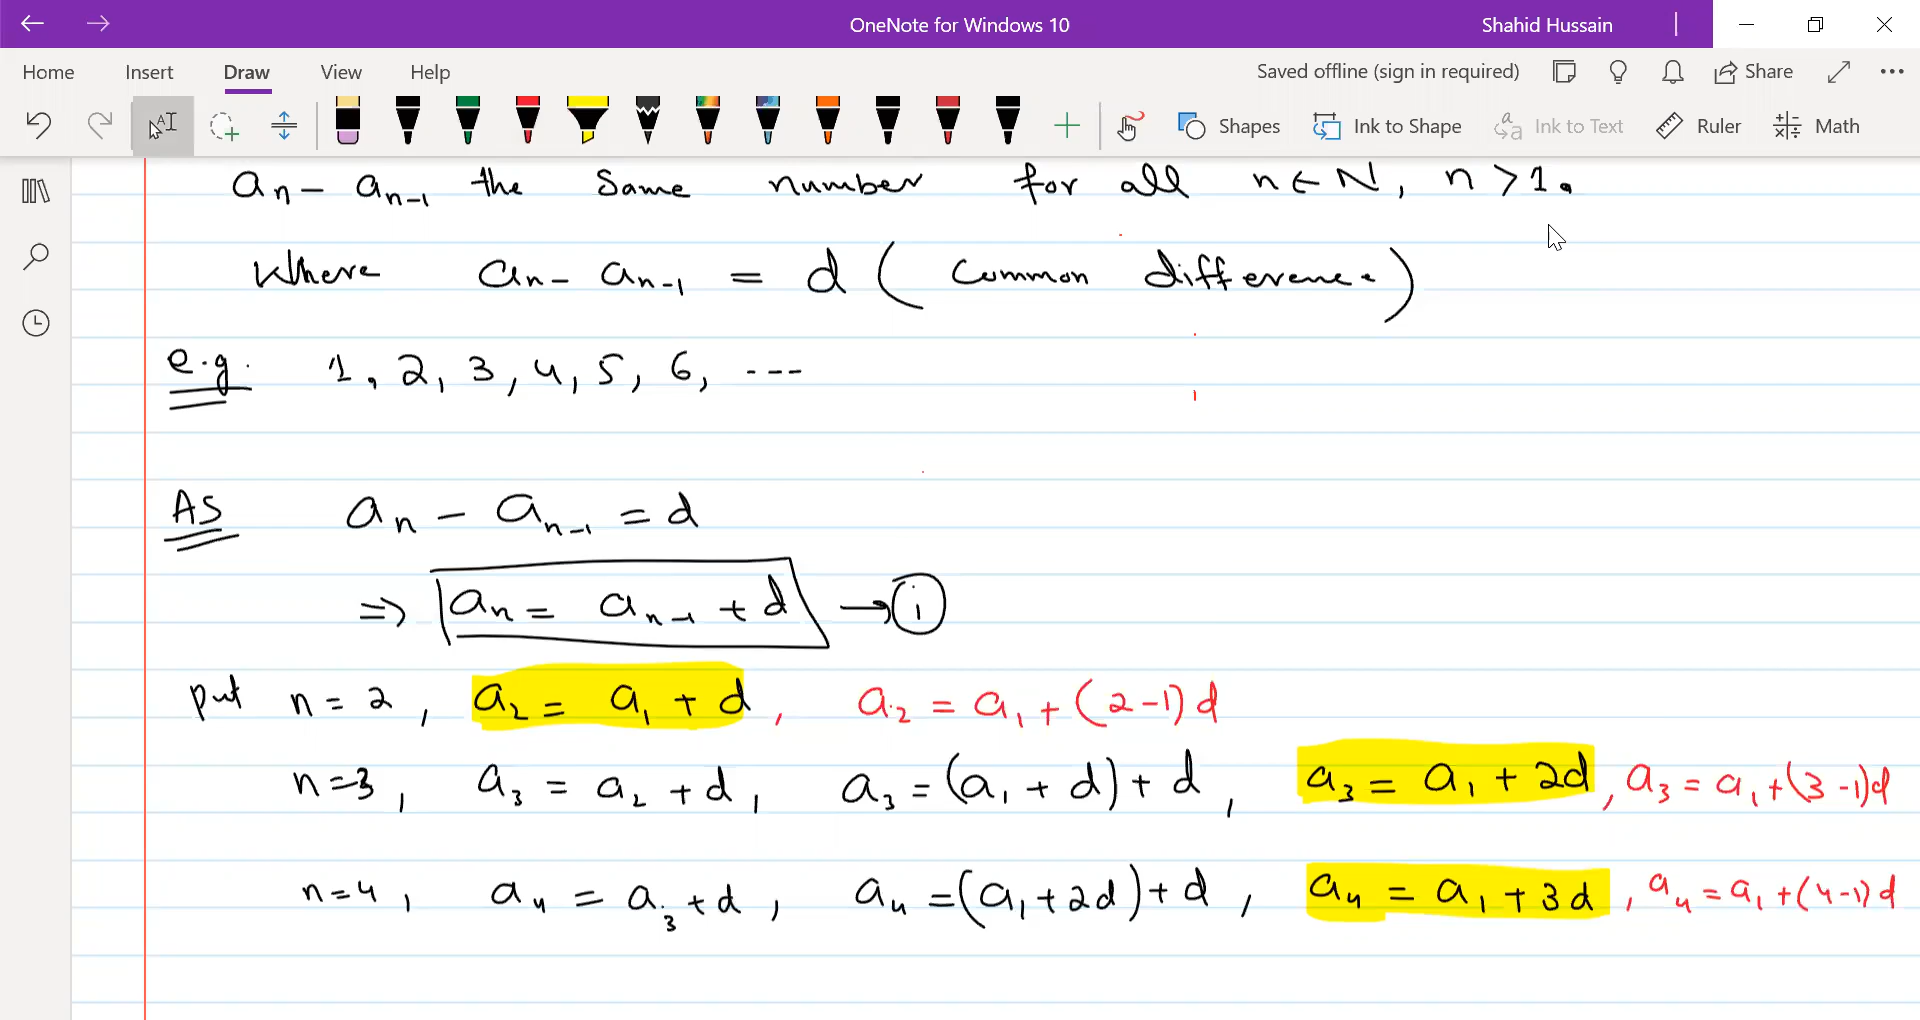 OneNote for Windows 10 Shahid Hussain
Home Insert Draw View Help Saved offline (sign in required) Share
Shapes Ink to Shape Ink to Text Ruler Math
an - an-1 the same number for all n∈N, n>1.
Where an - an-1 = d (Common difference)
e.g. 1, 2, 3, 4, 5, 6, ---
AS an - an-1 = d
⇒ an = an-1 + d → i
put n=2, a2 = a1 + d, a2 = a1 + (2-1)d
n=3, a3 = a2 + d, a3 = (a1 + d) + d, a3 = a1 + 2d, a3 = a1 + (3-1)d
n=4, a4 = a3 + d, a4 = (a1 + 2d) + d, a4 = a1 + 3d, a4 = a1 + (4-1)d